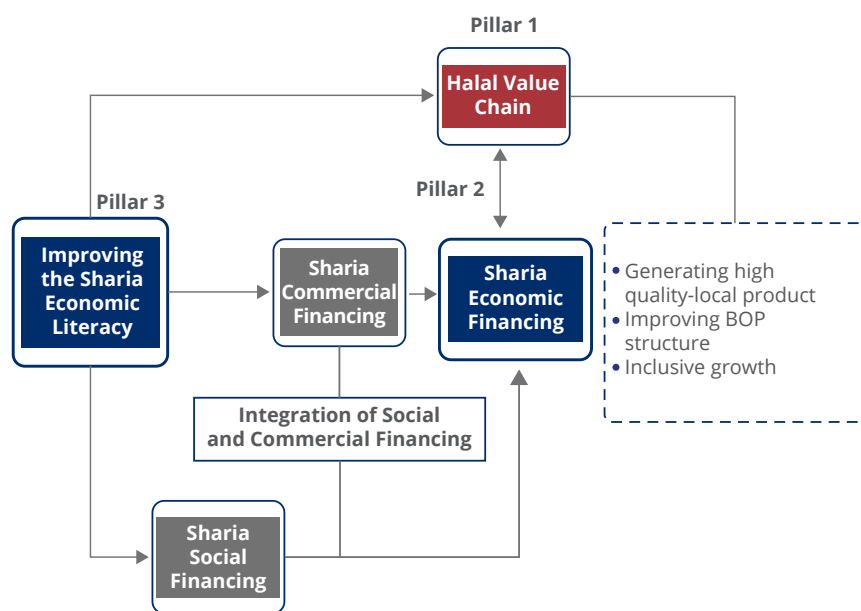 Pillar 1
Halal Value
Chain
Pillar 2
Pillar 3
Improving
the Sharia
Economic
Literacy
Sharia
Commercial
Financing
Sharia
Economic
Financing
• Generating high
quality-local product
• Improving BOP
structure
• Inclusive growth
Integration of Social
and Commercial Financing
Sharia
Social
Financing